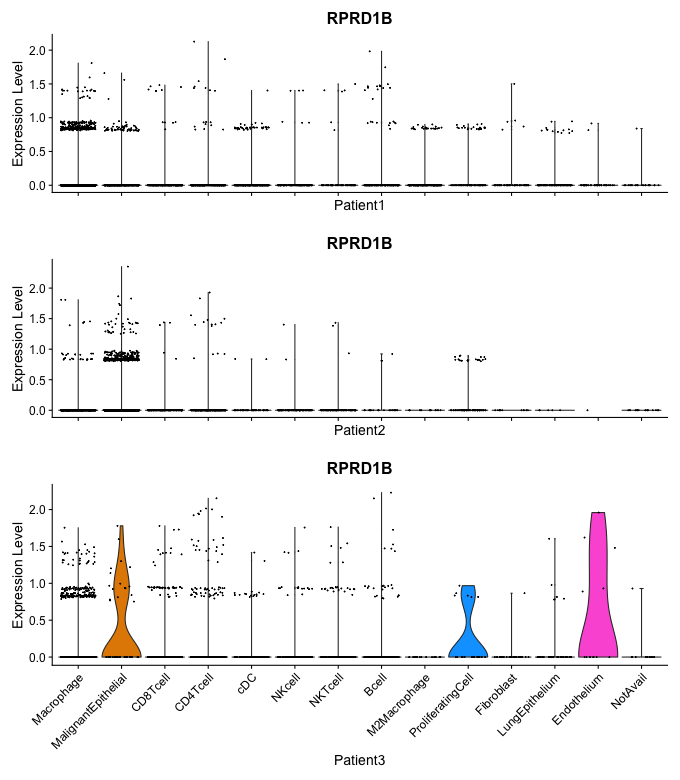 RPRD1B
Expression Level
2.0
1.5
1.0
0.5
0.0
Patient1
RPRD1B
Expression Level
2.0
1.5
1.0
0.5
0.0
Patient2
RPRD1B
Expression Level
2.0
1.5
1.0
0.5
0.0
Macrophage
MalignantEpithelial
CD8Tcell
CD4Tcell
cDC
NKcell
NKTcell
Bcell
M2Macrophage
ProliferatingCell
Fibroblast
LungEpithelium
Endothelium
NotAvail
Patient3